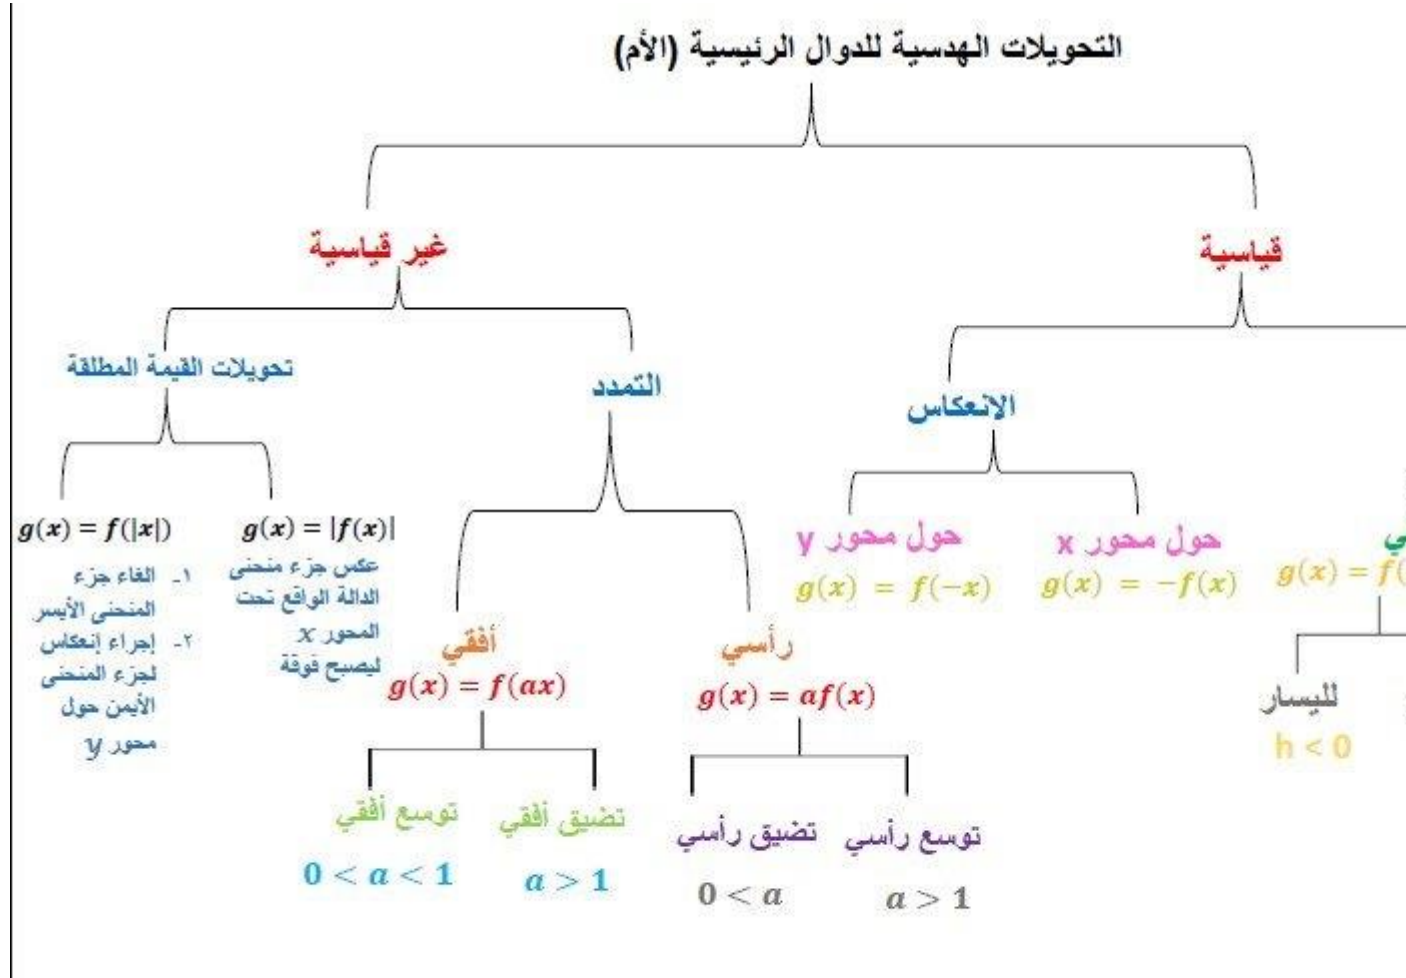 التحويلات الهدسية للدوال الرئيسية (الأم)
قياسية
غير قياسية
الانعكاس
حول محور x
g(x) = −f(x)
حول محور y
g(x) = f(−x)
g(x) = f(
لليسار
h < 0
التمدد
رأسي
g(x) = af(x)
توسع رأسي
a > 1
تضيق رأسي
0 < a
أفقي
g(x) = f(ax)
تضيق أفقي
a > 1
توسع أفقي
0 < a < 1
تحويلات القيمة المطلقة
g(x) = |f(x)|
عكس جزء منحنى
الدالة الواقع تحت
المحور x
ليصبح فوقة
g(x) = f(|x|)
١- الغاء جزء
المنحنى الأيسر
٢- إجراء إنعكاس
لجزء المنحنى
الأيمن حول
محور y